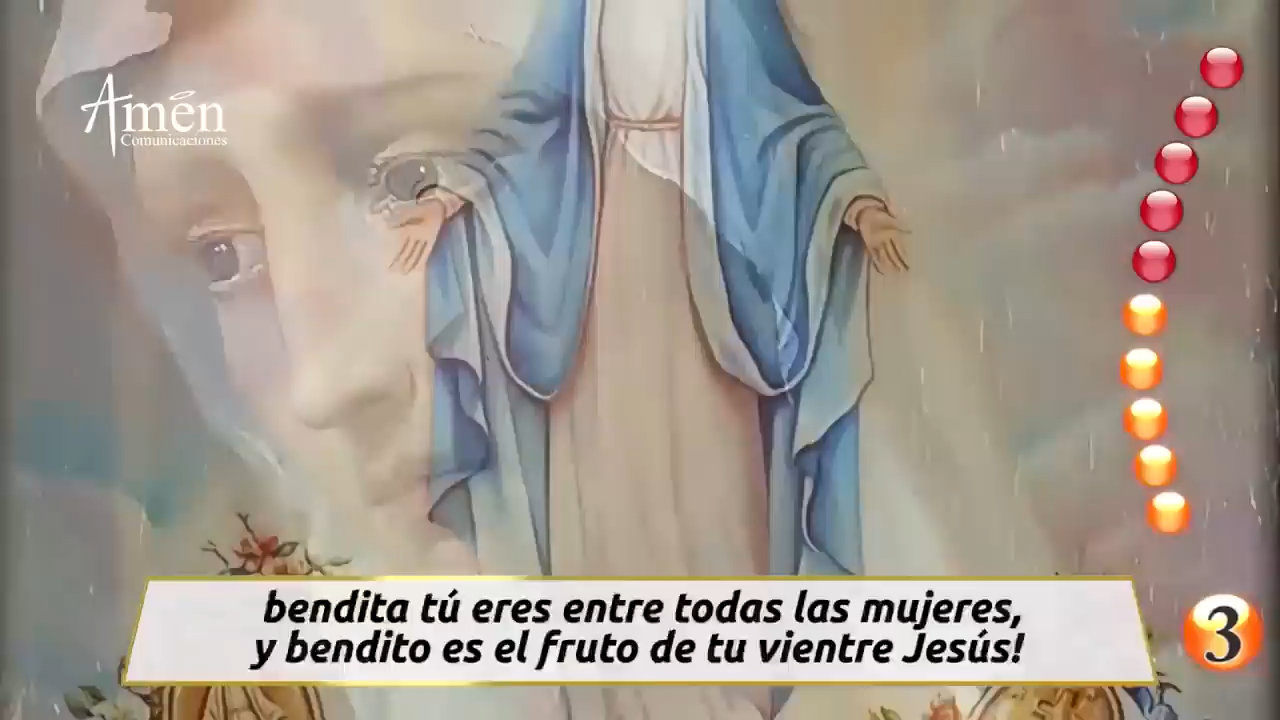 Amén
Comunicaciones
bendita tú eres entre todas las mujeres,
y bendito es el fruto de tu vientre Jesús!
3